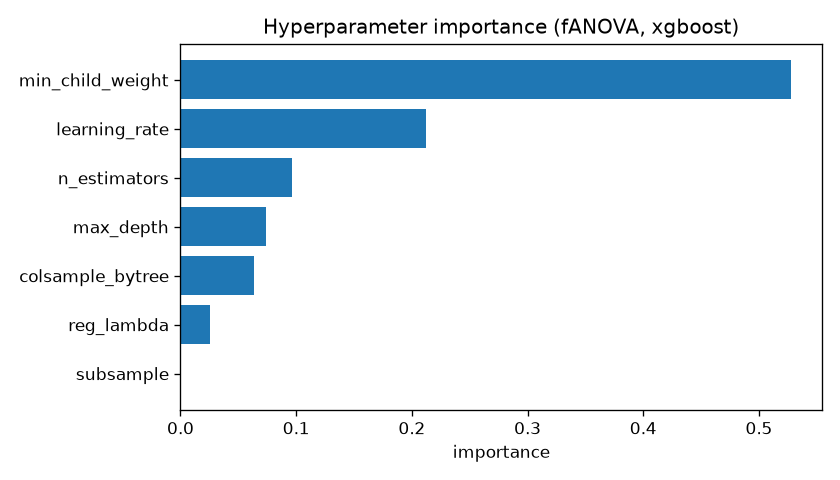 Hyperparameter importance (fANOVA, xgboost)
min_child_weight
learning_rate
n_estimators
max_depth
colsample_bytree
reg_lambda
subsample
0.0 0.1 0.2 0.3 0.4 0.5
importance